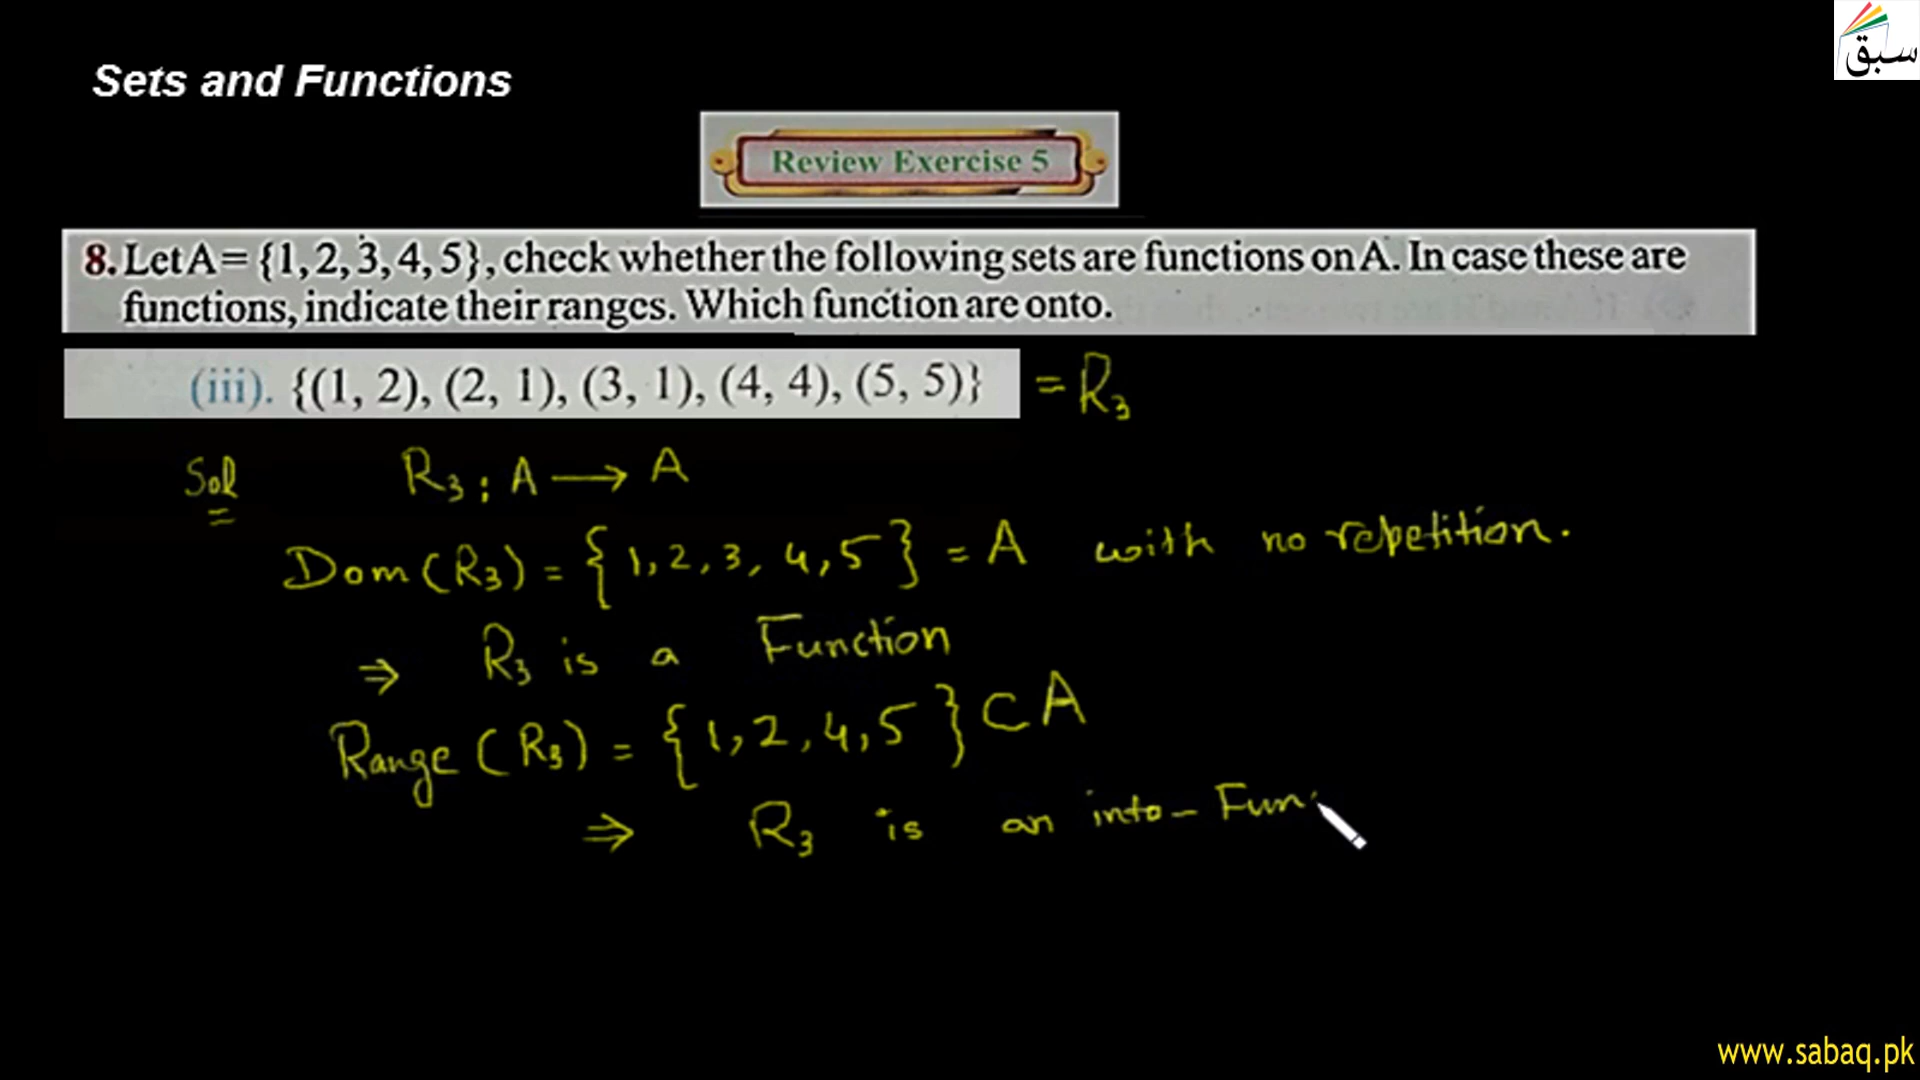 سبق
Sets and Functions
Review Exercise 5
8. Let A = {1, 2, 3, 4, 5}, check whether the following sets are functions on A. In case these are
functions, indicate their ranges. Which function are onto.
(iii). {(1, 2), (2, 1), (3, 1), (4, 4), (5, 5)} = R₃
Sol R₃ : A ⟶ A
Dom (R₃) = {1, 2, 3, 4, 5} = A with no repetition.
⇒ R₃ is a Function
Range (R₃) = {1, 2, 4, 5} ⊂ A
⇒ R₃ is an into - Fun
www.sabaq.pk